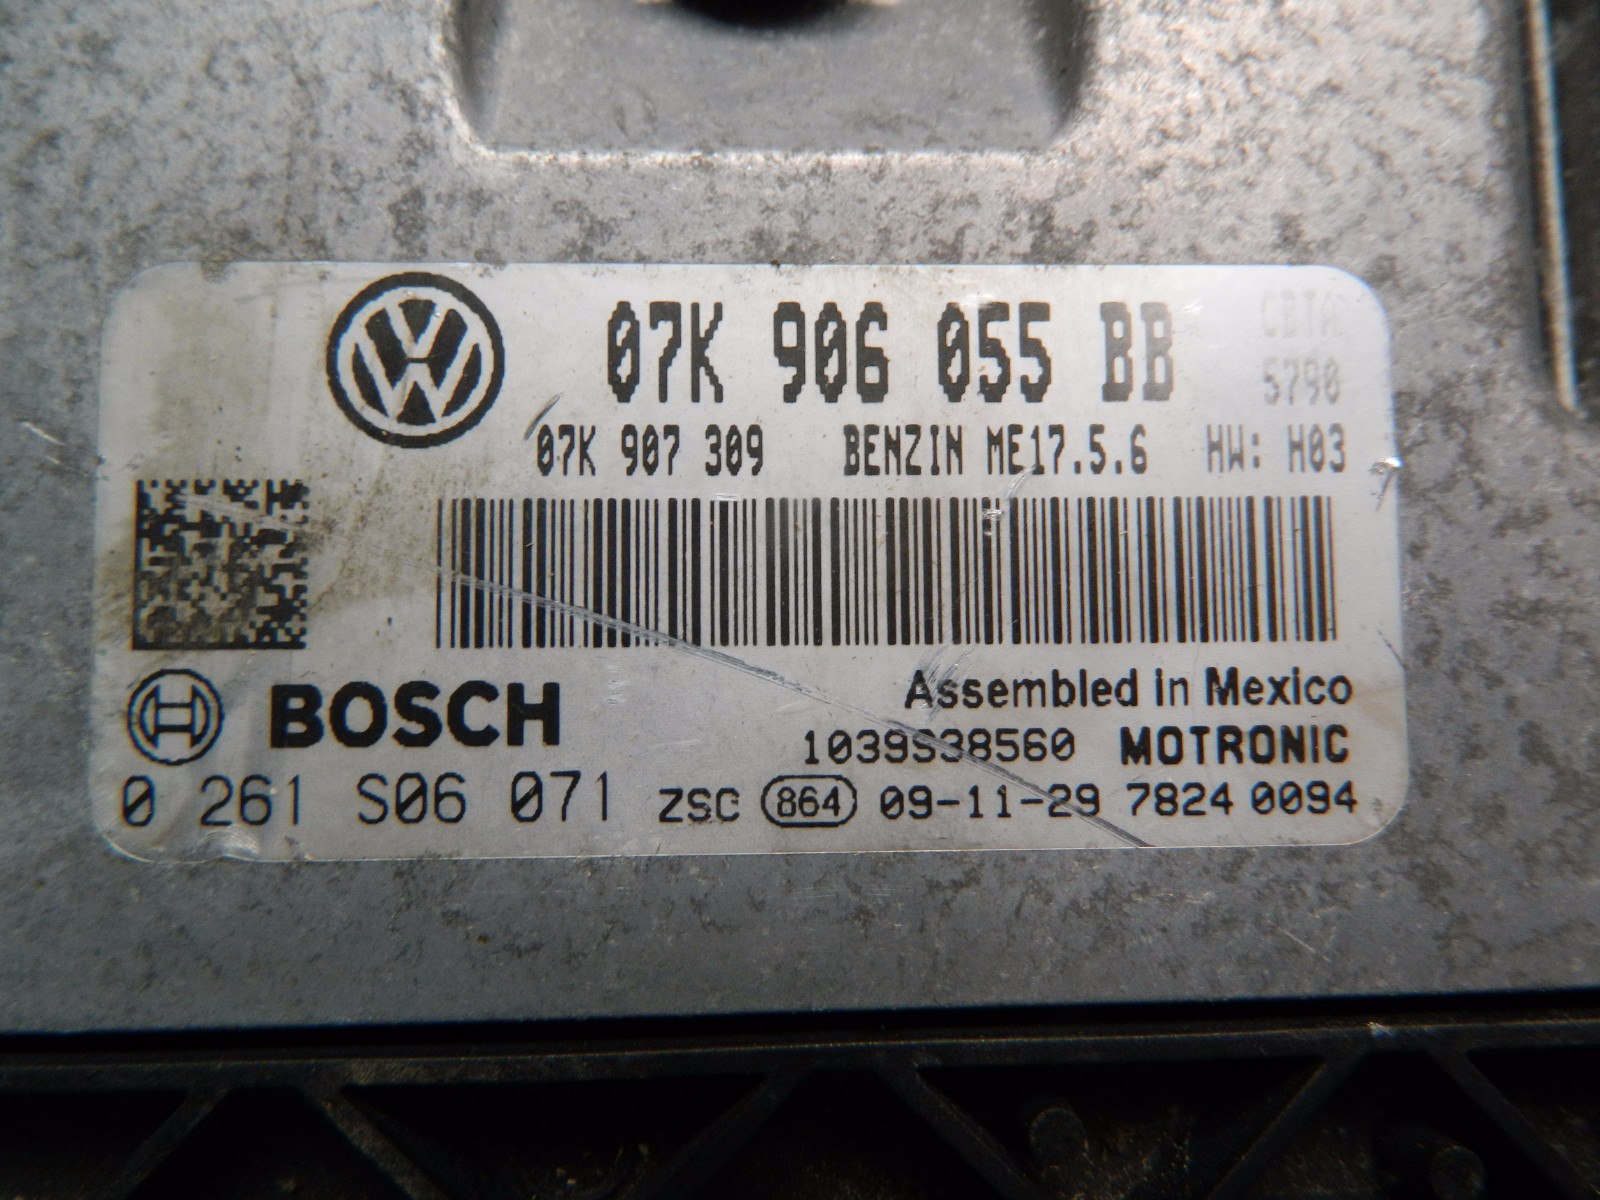 07K 906 055 BB CBTA
5790
07K 907 309 BENZIN ME17.5.6 HW: H03
BOSCH
Assembled in Mexico
1039S38560 MOTRONIC
0 261 S06 071 ZSC 864 09-11-29 7824 0094